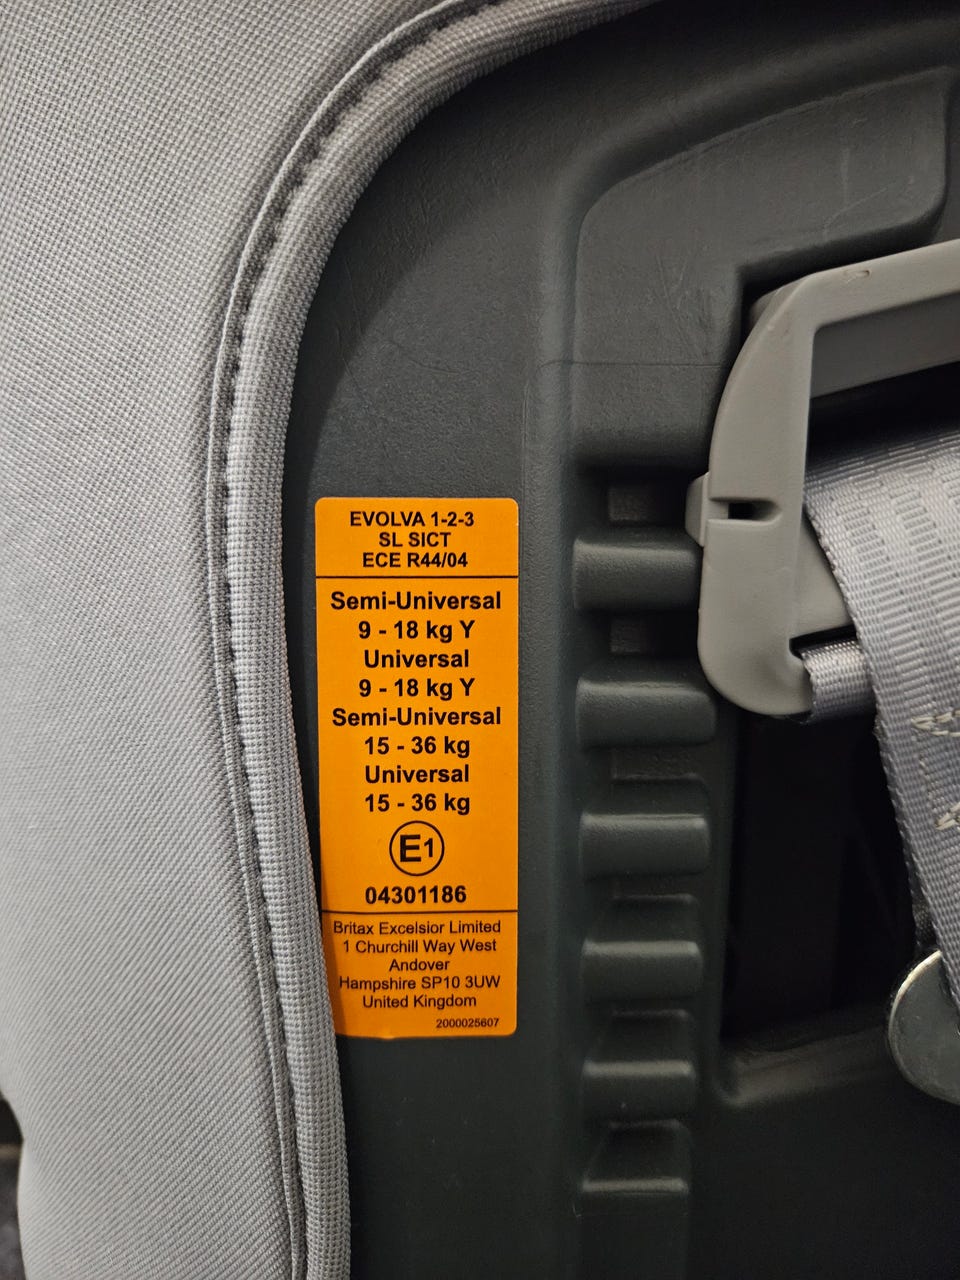 EVOLVA 1-2-3
SL SICT
ECE R44/04
Semi-Universal
9 - 18 kg Y
Universal
9 - 18 kg Y
Semi-Universal
15 - 36 kg
Universal
15 - 36 kg
E1
04301186
Britax Excelsior Limited
1 Churchill Way West
Andover
Hampshire SP10 3UW
United Kingdom
2000025607